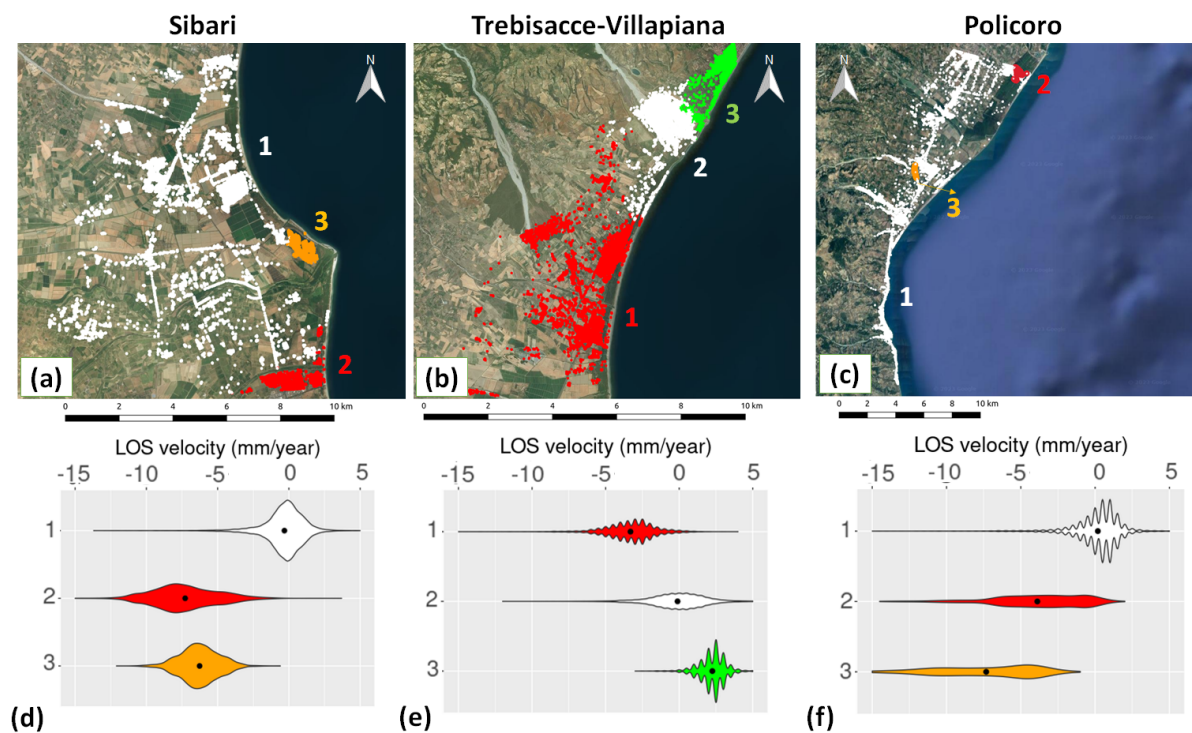 Sibari
Trebisacce-Villapiana
Policoro
N
1
3
2
(a)
0 2 4 6 8 10 km
N
3
2
1
(b)
0 2 4 6 8 10 km
N
2
3
1
(c)
0 2 4 6 8 10 km
LOS velocity (mm/year)
-15 -10 -5 0 5
1
2
3
(d)
LOS velocity (mm/year)
-15 -10 -5 0 5
1
2
3
(e)
LOS velocity (mm/year)
-15 -10 -5 0 5
1
2
3
(f)